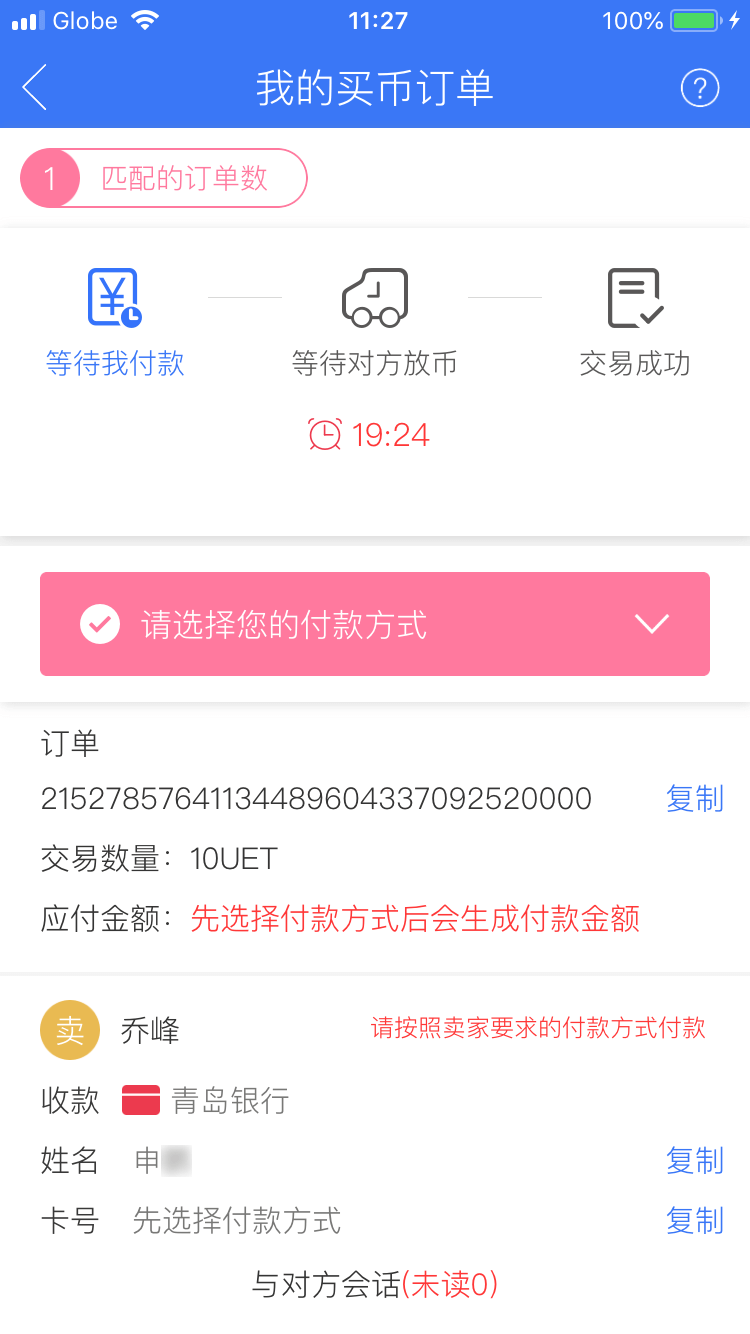 Globe 11:27 100%
我的买币订单 ?
1 匹配的订单数
等待我付款 等待对方放币 交易成功
19:24
请选择您的付款方式
订单
21527857641134489604337092520000 复制
交易数量：10UET
应付金额：先选择付款方式后会生成付款金额
卖 乔峰 请按照卖家要求的付款方式付款
收款 青岛银行
姓名 申 复制
卡号 先选择付款方式 复制
与对方会话(未读0)